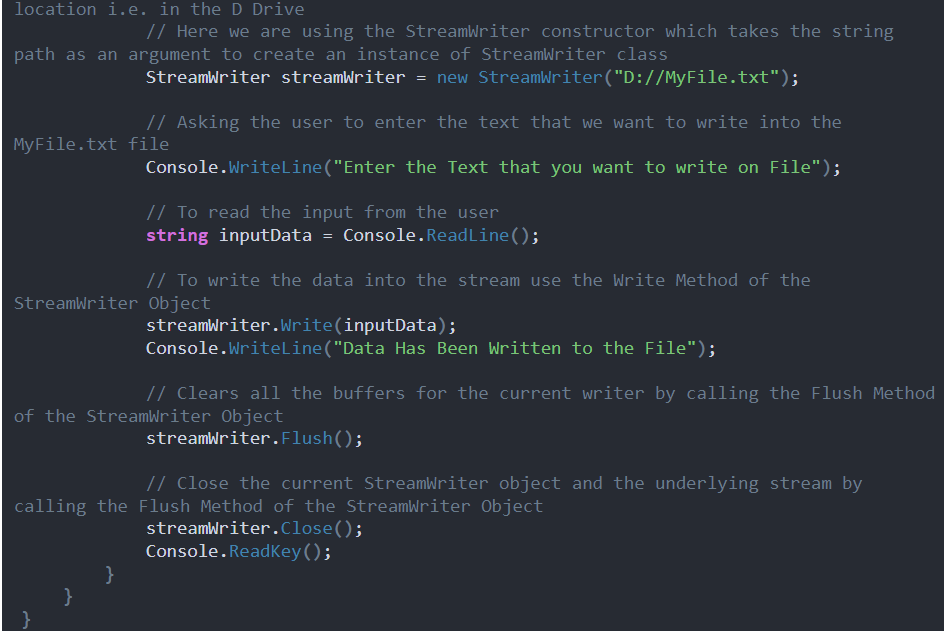 location i.e. in the D Drive
// Here we are using the StreamWriter constructor which takes the string
path as an argument to create an instance of StreamWriter class
StreamWriter streamWriter = new StreamWriter("D://MyFile.txt");
// Asking the user to enter the text that we want to write into the
MyFile.txt file
Console.WriteLine("Enter the Text that you want to write on File");
// To read the input from the user
string inputData = Console.ReadLine();
// To write the data into the stream use the Write Method of the
StreamWriter Object
streamWriter.Write(inputData);
Console.WriteLine("Data Has Been Written to the File");
// Clears all the buffers for the current writer by calling the Flush Method
of the StreamWriter Object
streamWriter.Flush();
// Close the current StreamWriter object and the underlying stream by
calling the Flush Method of the StreamWriter Object
streamWriter.Close();
Console.ReadKey();
}
}
}